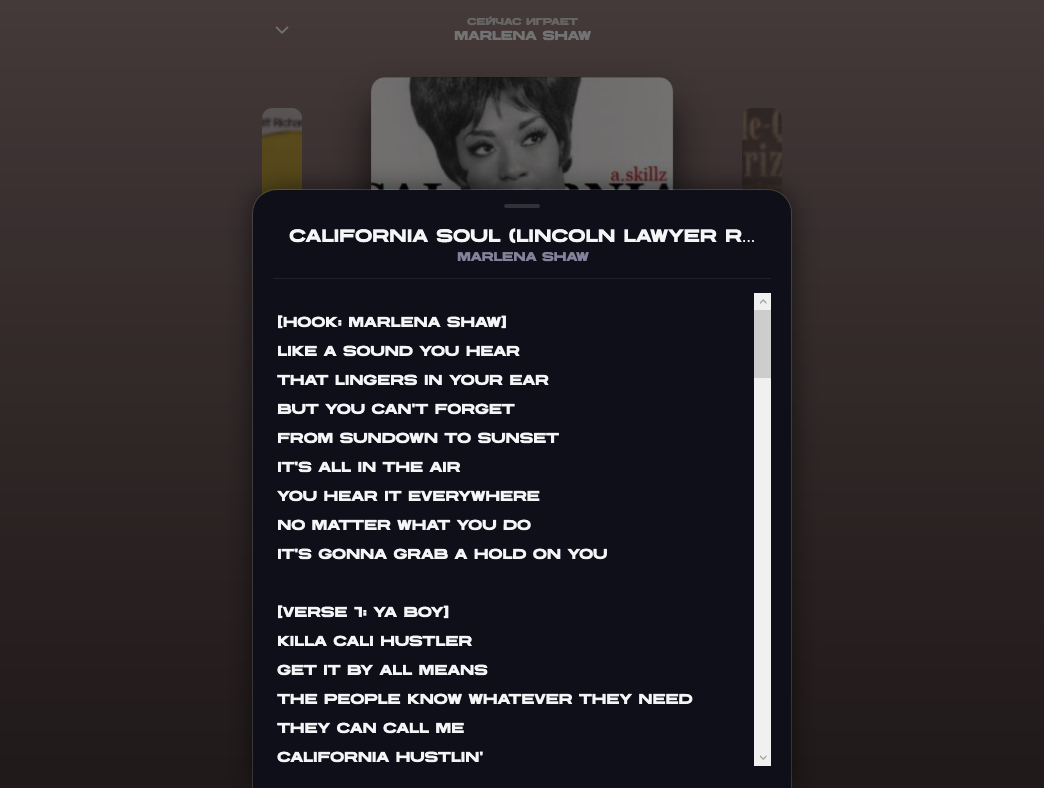 СЕЙЧАС ИГРАЕТ
MARLENA SHAW
a.skillz
CALIFORNIA SOUL (LINCOLN LAWYER R...
MARLENA SHAW
[HOOK: MARLENA SHAW]
LIKE A SOUND YOU HEAR
THAT LINGERS IN YOUR EAR
BUT YOU CAN'T FORGET
FROM SUNDOWN TO SUNSET
IT'S ALL IN THE AIR
YOU HEAR IT EVERYWHERE
NO MATTER WHAT YOU DO
IT'S GONNA GRAB A HOLD ON YOU
[VERSE 1: YA BOY]
KILLA CALI HUSTLER
GET IT BY ALL MEANS
THE PEOPLE KNOW WHATEVER THEY NEED
THEY CAN CALL ME
CALIFORNIA HUSTLIN'